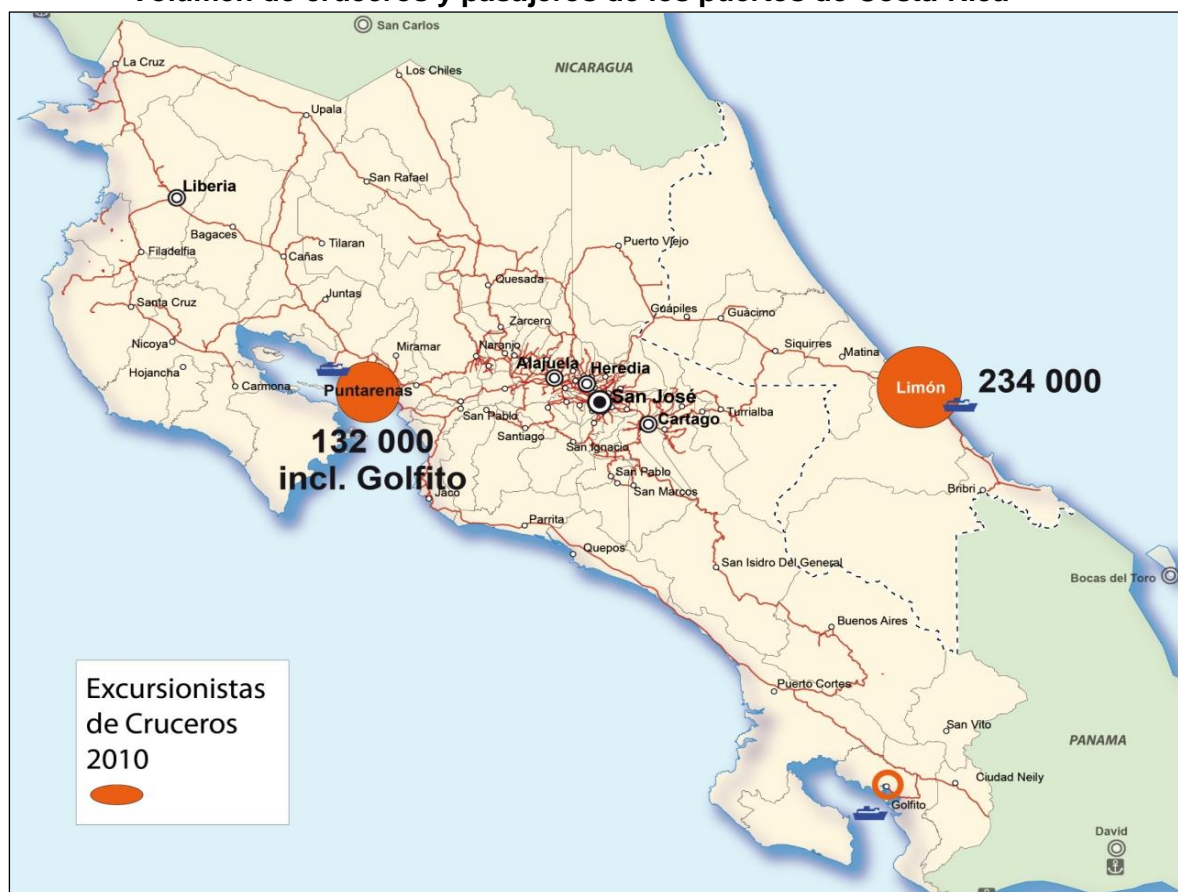 Volumen de cruceros y pasajeros de los puertos de Costa Rica
San Carlos
La Cruz
Los Chiles
NICARAGUA
Upala
San Rafael
Liberia
Bagaces
Tilaran
Puerto Viejo
Filadelfia
Cañas
Quesada
Juntas
Santa Cruz
Guápiles
Guácimo
Zarcero
Nicoya
Miramar
Naranjo
Siquirres
Matina
Hojancha
Alajuela
Heredia
Carmona
Puntarenas
Limón
234 000
San José
San Pablo
Turrialba
Cartago
Santiago
132 000
incl. Golfito
San Ignacio
San Pablo
San Marcos
Jacó
Bribri
Parrita
Quepos
San Isidro Del General
Bocas del Toro
Buenos Aires
Excursionistas
de Cruceros
2010
Puerto Cortes
San Vito
PANAMA
Ciudad Neily
Golfito
David